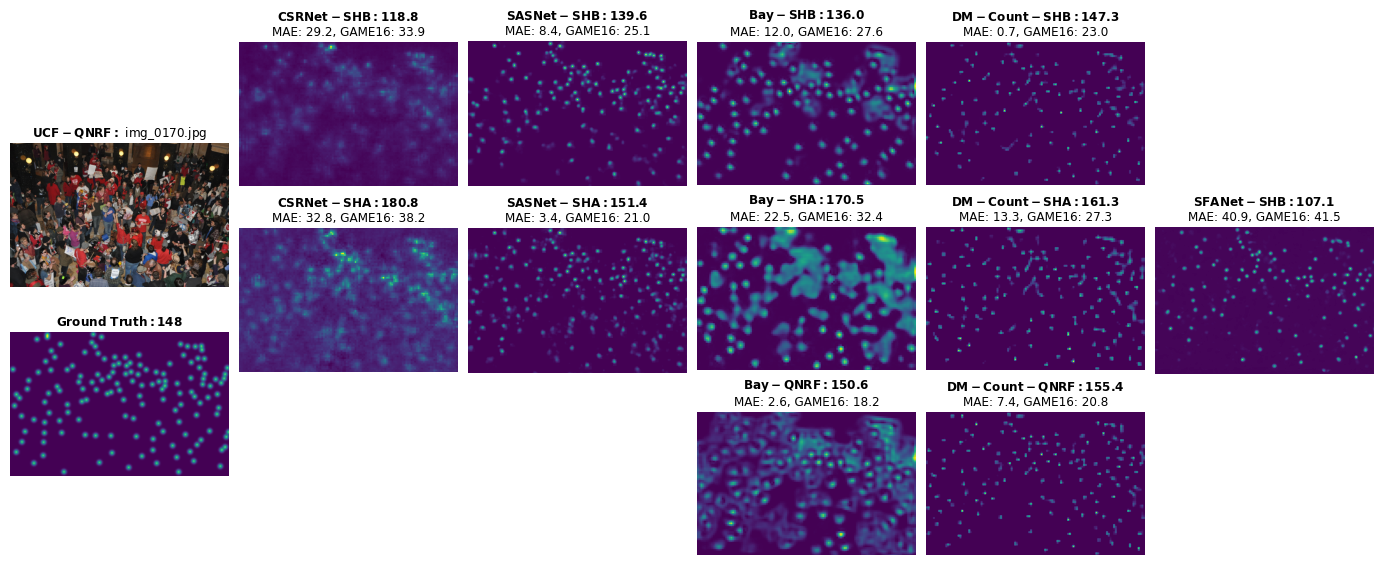 UCF − QNRF : img_0170.jpg
Ground Truth : 148
CSRNet − SHB : 118.8
MAE: 29.2, GAME16: 33.9
CSRNet − SHA : 180.8
MAE: 32.8, GAME16: 38.2
SASNet − SHB : 139.6
MAE: 8.4, GAME16: 25.1
SASNet − SHA : 151.4
MAE: 3.4, GAME16: 21.0
Bay − SHB : 136.0
MAE: 12.0, GAME16: 27.6
Bay − SHA : 170.5
MAE: 22.5, GAME16: 32.4
Bay − QNRF : 150.6
MAE: 2.6, GAME16: 18.2
DM − Count − SHB : 147.3
MAE: 0.7, GAME16: 23.0
DM − Count − SHA : 161.3
MAE: 13.3, GAME16: 27.3
DM − Count − QNRF : 155.4
MAE: 7.4, GAME16: 20.8
SFANet − SHB : 107.1
MAE: 40.9, GAME16: 41.5